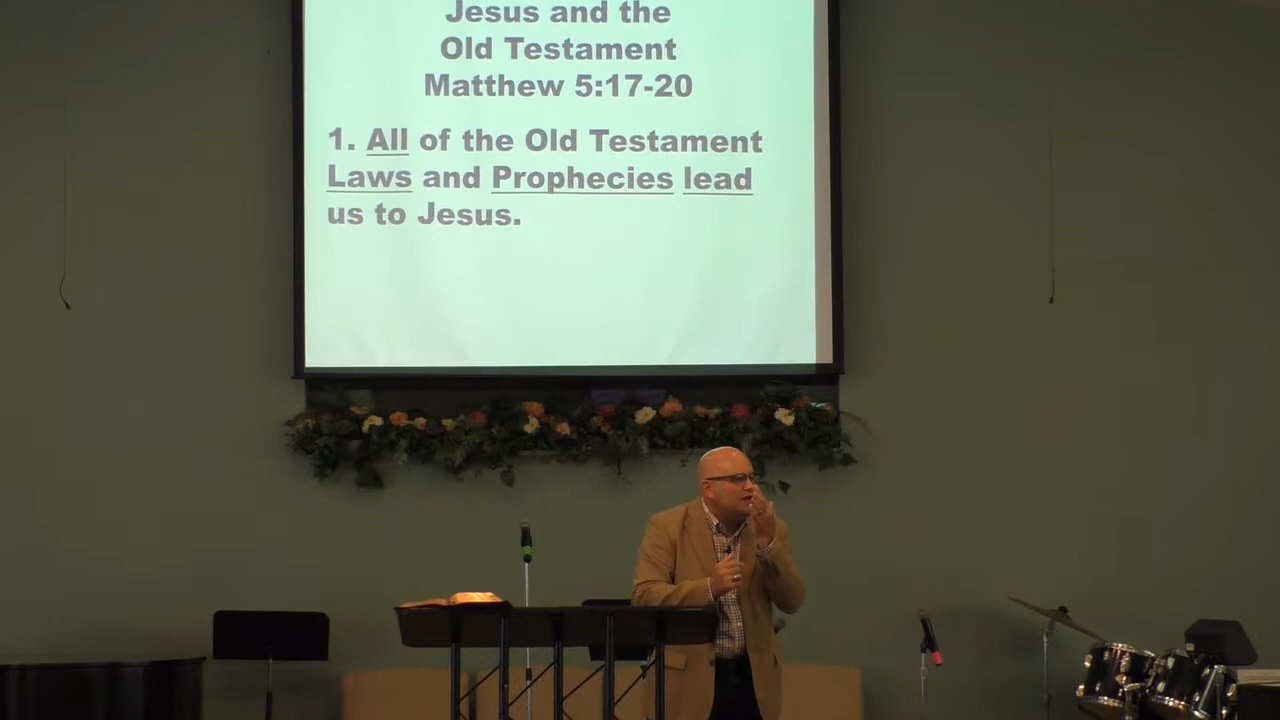 Jesus and the
Old Testament
Matthew 5:17-20
1. All of the Old Testament
Laws and Prophecies lead
us to Jesus.